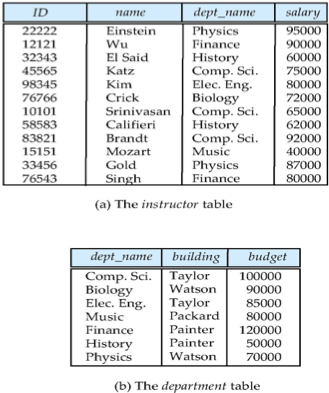 ID name dept_name salary
22222 Einstein Physics 95000
12121 Wu Finance 90000
32343 El Said History 60000
45565 Katz Comp. Sci. 75000
98345 Kim Elec. Eng. 80000
76766 Crick Biology 72000
10101 Srinivasan Comp. Sci. 65000
58583 Califieri History 62000
83821 Brandt Comp. Sci. 92000
15151 Mozart Music 40000
33456 Gold Physics 87000
76543 Singh Finance 80000
(a) The instructor table
dept_name building budget
Comp. Sci. Taylor 100000
Biology Watson 90000
Elec. Eng. Taylor 85000
Music Packard 80000
Finance Painter 120000
History Painter 50000
Physics Watson 70000
(b) The department table